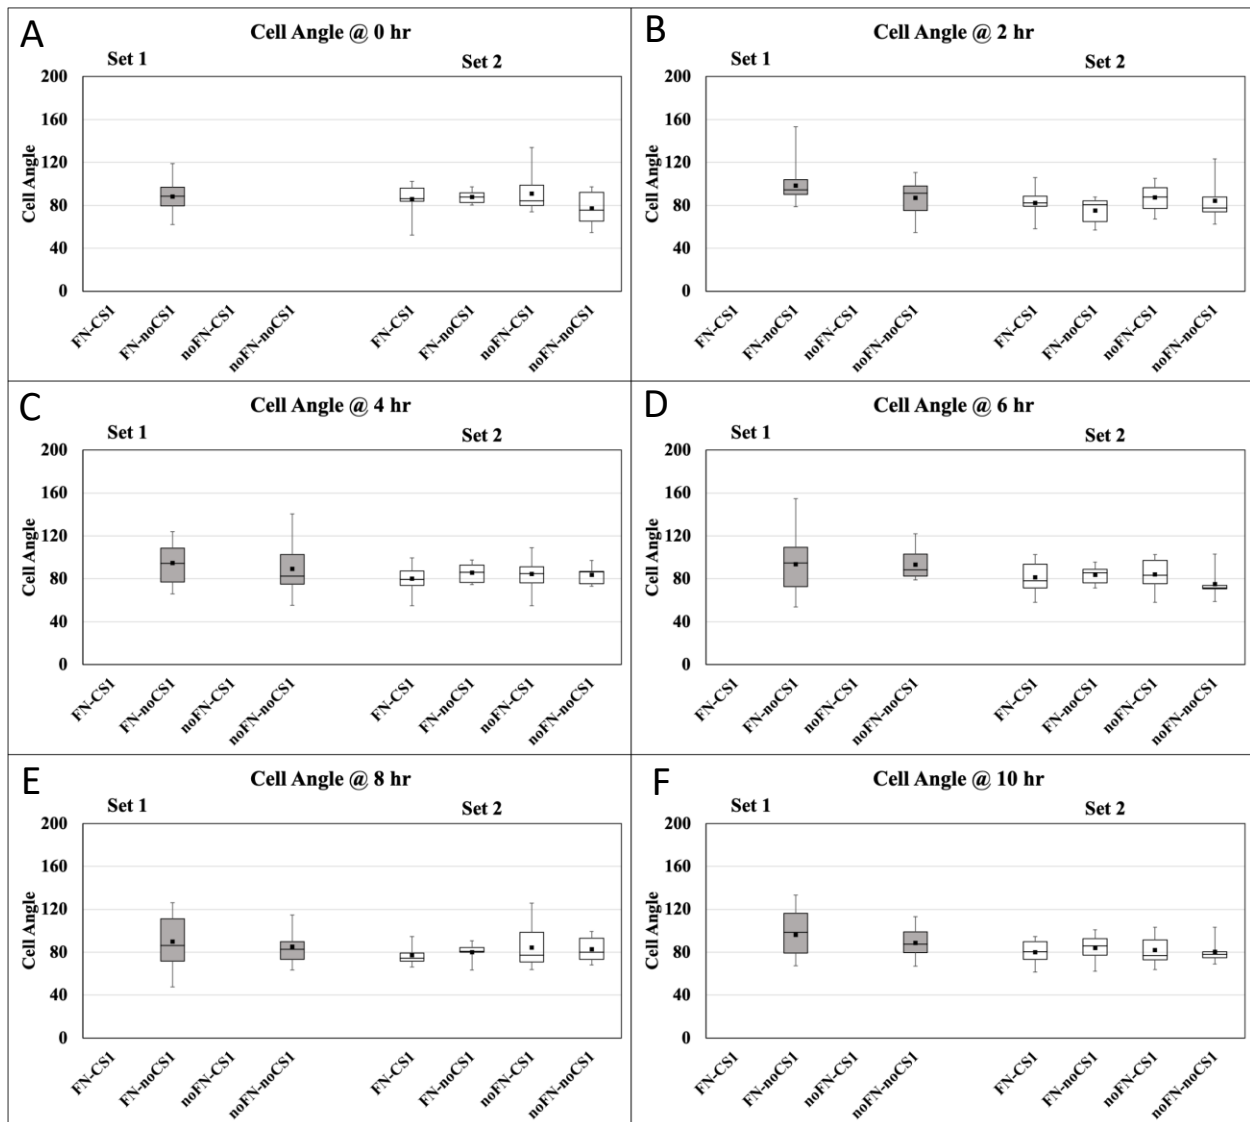 A
Cell Angle @ 0 hr
Set 1
Set 2
Cell Angle
200
160
120
80
40
0
FN-CS1
FN-noCS1
noFN-CS1
noFN-noCS1
FN-CS1
FN-noCS1
noFN-CS1
noFN-noCS1
B
Cell Angle @ 2 hr
Set 1
Set 2
Cell Angle
200
160
120
80
40
0
FN-CS1
FN-noCS1
noFN-CS1
noFN-noCS1
FN-CS1
FN-noCS1
noFN-CS1
noFN-noCS1
C
Cell Angle @ 4 hr
Set 1
Set 2
Cell Angle
200
160
120
80
40
0
FN-CS1
FN-noCS1
noFN-CS1
noFN-noCS1
FN-CS1
FN-noCS1
noFN-CS1
noFN-noCS1
D
Cell Angle @ 6 hr
Set 1
Set 2
Cell Angle
200
160
120
80
40
0
FN-CS1
FN-noCS1
noFN-CS1
noFN-noCS1
FN-CS1
FN-noCS1
noFN-CS1
noFN-noCS1
E
Cell Angle @ 8 hr
Set 1
Set 2
Cell Angle
200
160
120
80
40
0
FN-CS1
FN-noCS1
noFN-CS1
noFN-noCS1
FN-CS1
FN-noCS1
noFN-CS1
noFN-noCS1
F
Cell Angle @ 10 hr
Set 1
Set 2
Cell Angle
200
160
120
80
40
0
FN-CS1
FN-noCS1
noFN-CS1
noFN-noCS1
FN-CS1
FN-noCS1
noFN-CS1
noFN-noCS1